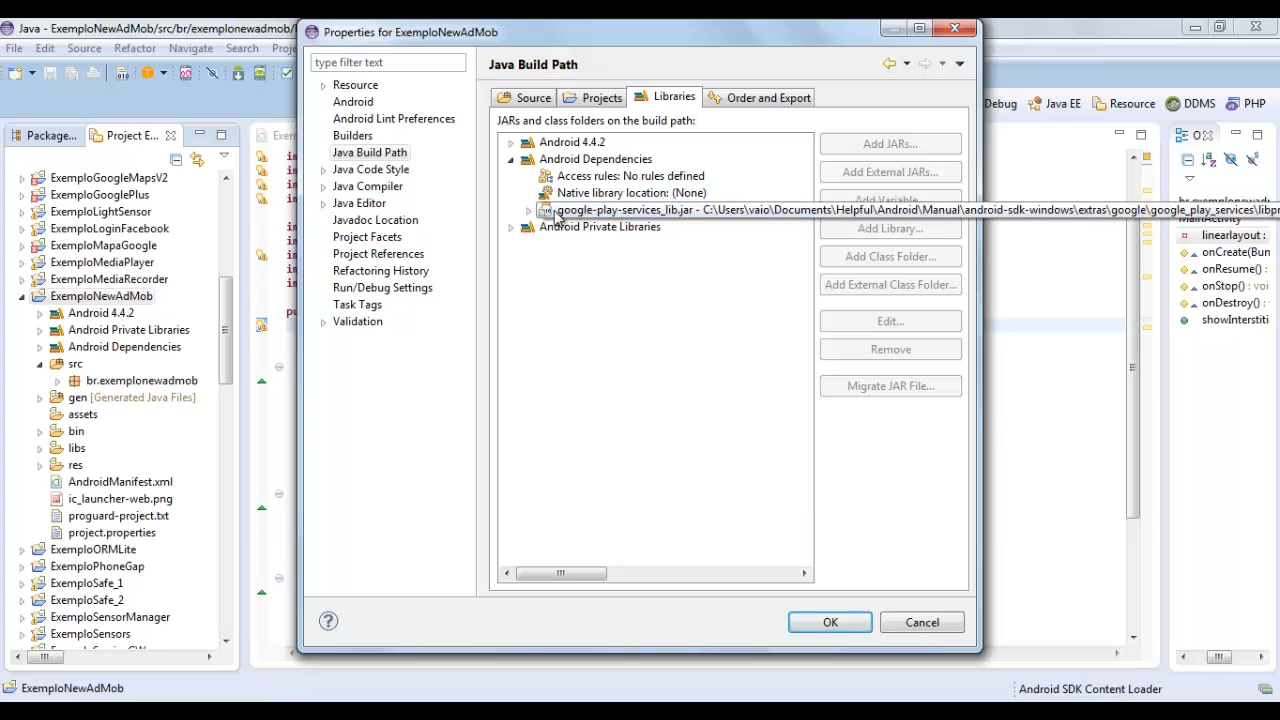 Java - ExemploNewAdMob/src/br/exemplonewadmob/
File Edit Source Refactor Navigate Search
Debug Java EE Resource DDMS PHP
Package... Project E...
ExemploGoogleMapsV2
ExemploGooglePlus
ExemploLightSensor
ExemploLoginFacebook
ExemploMapaGoogle
ExemploMediaPlayer
ExemploMediaRecorder
ExemploNewAdMob
Android 4.4.2
Android Private Libraries
Android Dependencies
src
br.exemplonewadmob
gen [Generated Java Files]
assets
bin
libs
res
AndroidManifest.xml
ic_launcher-web.png
proguard-project.txt
project.properties
ExemploORMLite
ExemploPhoneGap
ExemploSafe_1
ExemploSafe_2
ExemploSensorManager
ExemploSensors
Properties for ExemploNewAdMob
type filter text
Resource
Android
Android Lint Preferences
Builders
Java Build Path
Java Code Style
Java Compiler
Java Editor
Javadoc Location
Project Facets
Project References
Refactoring History
Run/Debug Settings
Task Tags
Validation
Java Build Path
Source Projects Libraries Order and Export
JARs and class folders on the build path:
Android 4.4.2
Android Dependencies
Access rules: No rules defined
Native library location: (None)
google-play-services_lib.jar - C:\Users\vaio\Documents\Helpful\Android\Manual\android-sdk-windows\extras\google\google_play_services\libpr
Android Private Libraries
Add JARs...
Add External JARs...
Add Library...
Add Class Folder...
Add External Class Folder...
Edit...
Remove
Migrate JAR File...
OK Cancel
linearlayout :
onCreate(Bun
onResume() :
onStop() : voi
onDestroy() :
showInterstiti
ExemploNewAdMob
Android SDK Content Loader